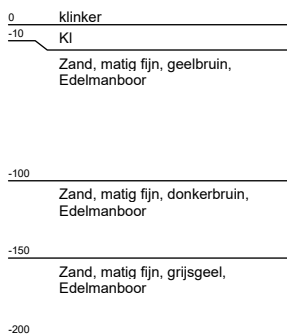 0 klinker
-10 Kl
Zand, matig fijn, geelbruin,
Edelmanboor
-100
Zand, matig fijn, donkerbruin,
Edelmanboor
-150
Zand, matig fijn, grijsgeel,
Edelmanboor
-200